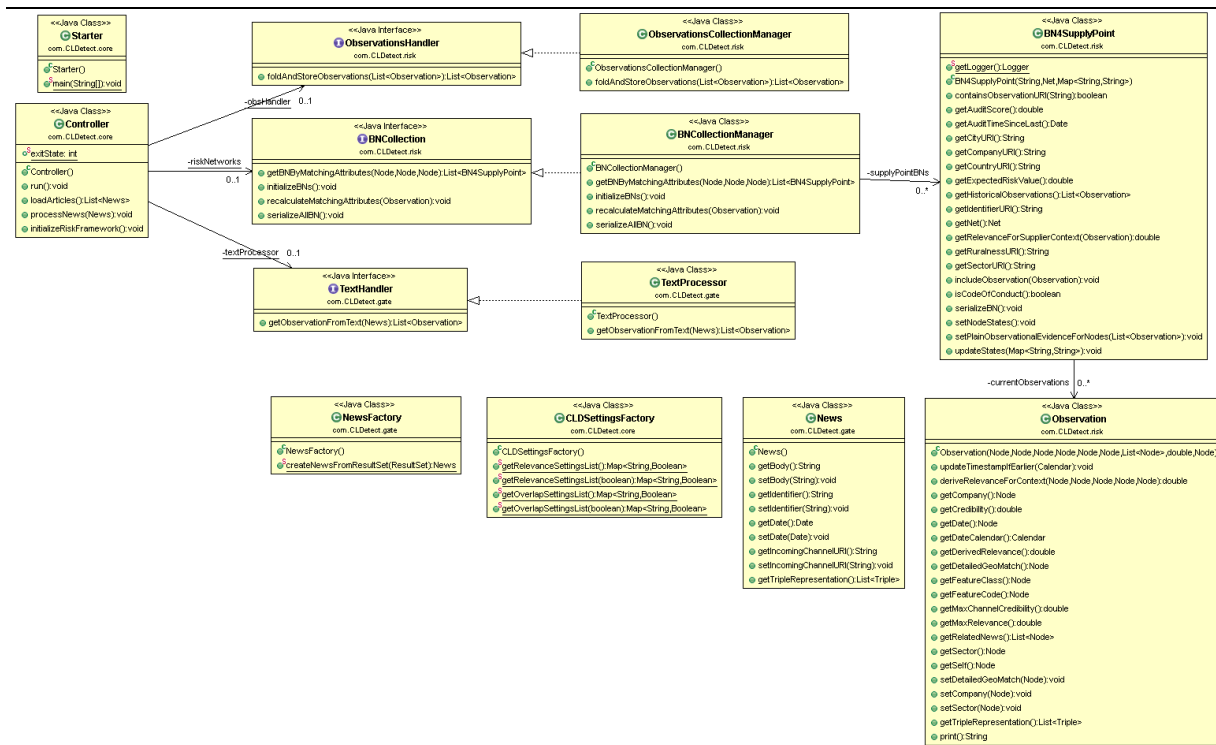 <<Java Class>>
Starter
com.CLDetect.core
Starter()
main(String[]):void
<<Java Class>>
Controller
com.CLDetect.core
exitState: int
Controller()
run():void
loadArticles():List<News>
processNews(News):void
initializeRiskFramework():void
-obsHandler 0..1
-riskNetworks
0..1
-textProcessor 0..1
<<Java Interface>>
ObservationsHandler
com.CLDetect.risk
foldAndStoreObservations(List<Observation>):List<Observation>
<<Java Interface>>
BNCollection
com.CLDetect.risk
getBNByMatchingAttributes(Node,Node,Node):List<BN4SupplyPoint>
initializeBNs():void
recalculateMatchingAttributes(Observation):void
serializeAllBN():void
<<Java Interface>>
TextHandler
com.CLDetect.gate
getObservationFromText(News):List<Observation>
<<Java Class>>
ObservationsCollectionManager
com.CLDetect.risk
ObservationsCollectionManager()
foldAndStoreObservations(List<Observation>):List<Observation>
<<Java Class>>
BNCollectionManager
com.CLDetect.risk
BNCollectionManager()
getBNByMatchingAttributes(Node,Node,Node):List<BN4SupplyPoint>
initializeBNs():void
recalculateMatchingAttributes(Observation):void
serializeAllBN():void
<<Java Class>>
TextProcessor
com.CLDetect.gate
TextProcessor()
getObservationFromText(News):List<Observation>
-supplyPointBNs
0..*
<<Java Class>>
BN4SupplyPoint
com.CLDetect.risk
getLogger():Logger
BN4SupplyPoint(String,Net,Map<String,String>)
containsObservationURI(String):boolean
getAuditScore():double
getAuditTimeSinceLast():Date
getCityURI():String
getCompanyURI():String
getCountryURI():String
getExpectedRiskValue():double
getHistoricalObservations():List<Observation>
getIdentifierURI():String
getNet():Net
getRelevanceForSupplierContext(Observation):double
getRuralnessURI():String
getSectorURI():String
includeObservation(Observation):void
isCodeOfConduct():boolean
serializeBN():void
setNodeStates():void
setPlainObservationalEvidenceForNodes(List<Observation>):void
updateStates(Map<String,String>):void
-currentObservations 0..*
<<Java Class>>
NewsFactory
com.CLDetect.gate
NewsFactory()
createNewsFromResultSet(ResultSet):News
<<Java Class>>
CLDSettingsFactory
com.CLDetect.core
CLDSettingsFactory()
getRelevanceSettingsList():Map<String,Boolean>
getRelevanceSettingsList(boolean):Map<String,Boolean>
getOverlapSettingsList():Map<String,Boolean>
getOverlapSettingsList(boolean):Map<String,Boolean>
<<Java Class>>
News
com.CLDetect.gate
News()
getBody():String
setBody(String):void
getIdentifier():String
setIdentifier(String):void
getDate():Date
setDate(Date):void
getIncomingChannelURI():String
setIncomingChannelURI(String):void
getTripleRepresentation():List<Triple>
<<Java Class>>
Observation
com.CLDetect.risk
Observation(Node,Node,Node,Node,Node,Node,List<Node>,double,Node)
updateTimestampIfEarlier(Calendar):void
deriveRelevanceForContext(Node,Node,Node,Node,Node):double
getCompany():Node
getCredibility():double
getDate():Node
getDateCalendar():Calendar
getDerivedRelevance():double
getDetailedGeoMatch():Node
getFeatureClass():Node
getFeatureCode():Node
getMaxChannelCredibility():double
getMaxRelevance():double
getRelatedNews():List<Node>
getSector():Node
getSelf():Node
setDetailedGeoMatch(Node):void
setCompany(Node):void
setSector(Node):void
getTripleRepresentation():List<Triple>
print():String